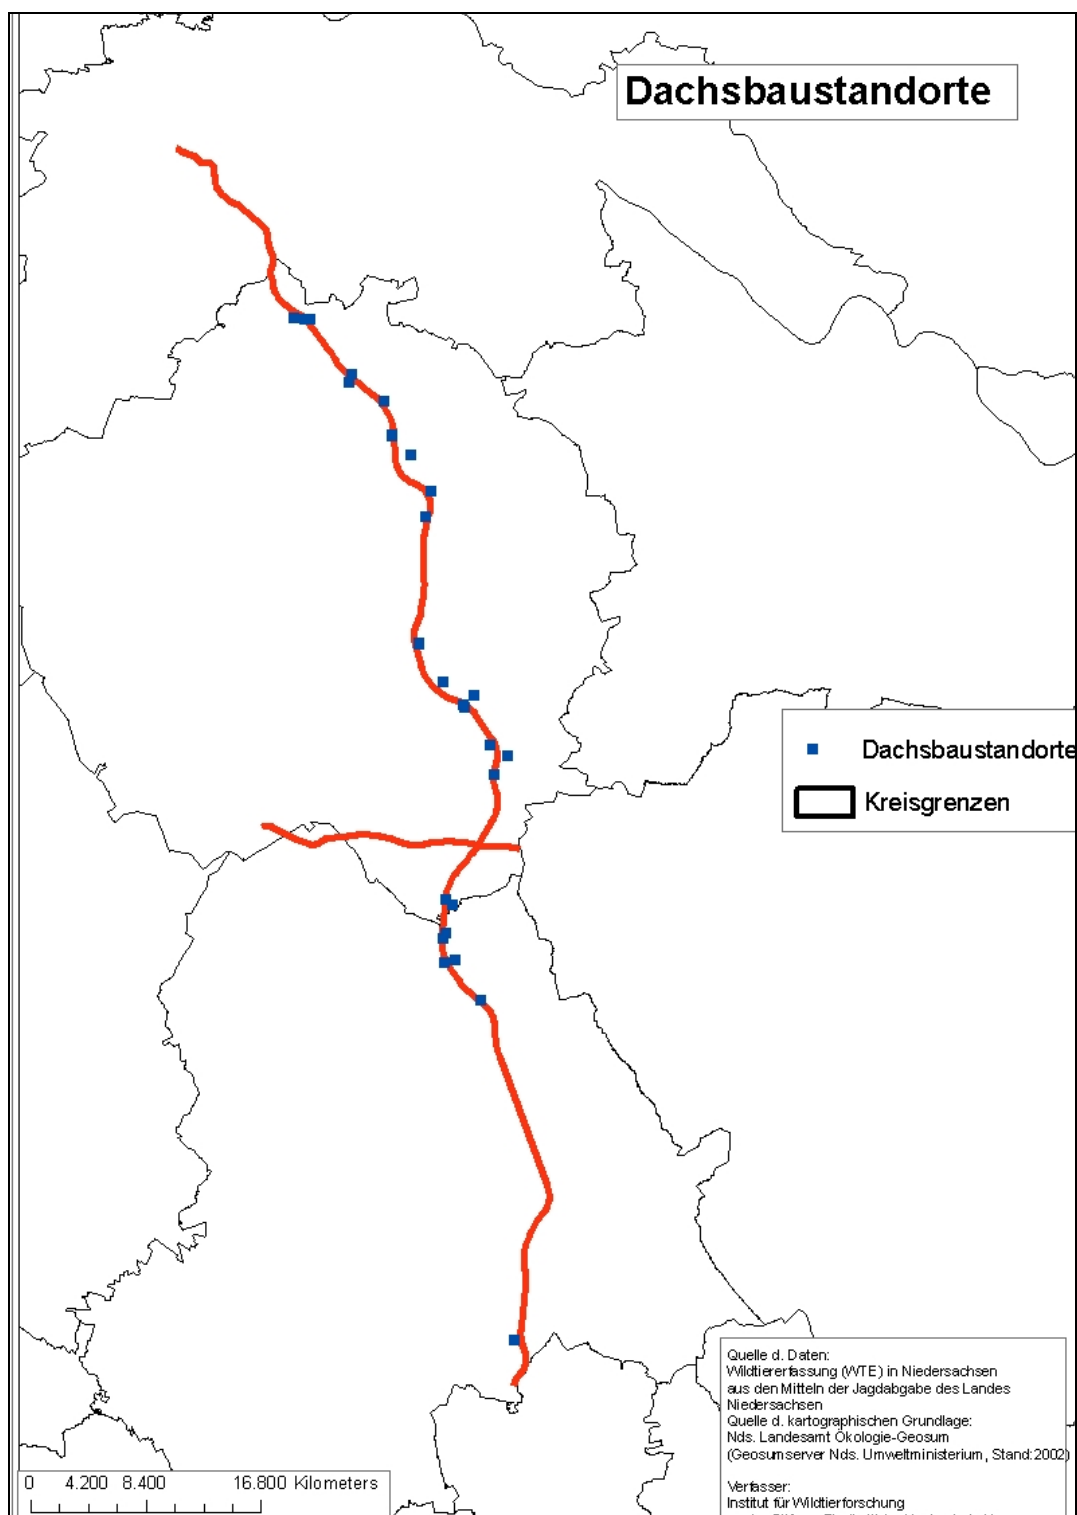 Dachsbaustandorte
Dachsbaustandorte
Kreisgrenzen
Quelle d. Daten:
Wildtiererfassung (WTE) in Niedersachsen
aus den Mitteln der Jagdabgabe des Landes
Niedersachsen
Quelle d. kartographischen Grundlage:
Nds. Landesamt Ökologie-Geosum
(Geosumserver Nds. Umweltministerium, Stand:2002)
Verfasser:
Institut für Wildtierforschung
0 4.200 8.400 16.800 Kilometers